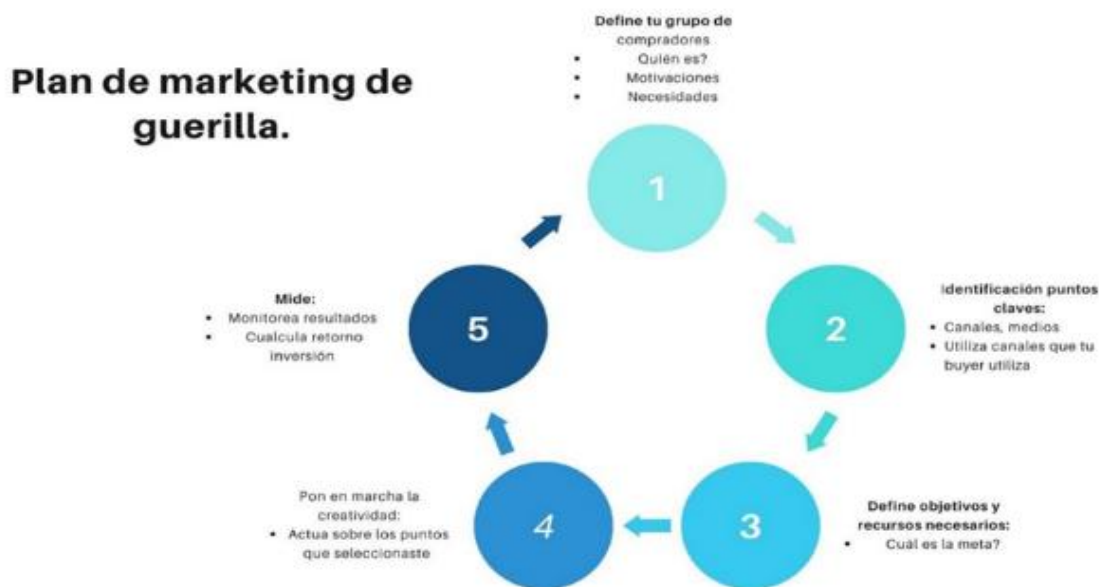 Plan de marketing de
guerilla.
Define tu grupo de
compradores
• Quién es?
• Motivaciones
• Necesidades
1
2
Identificación puntos
claves:
• Canales, medios
• Utiliza canales que tu
buyer utiliza
3
Define objetivos y
recursos necesarios:
• Cuál es la meta?
4
Pon en marcha la
creatividad:
• Actua sobre los puntos
que seleccionaste
5
Mide:
• Monitorea resultados
• Cualcula retorno
inversión